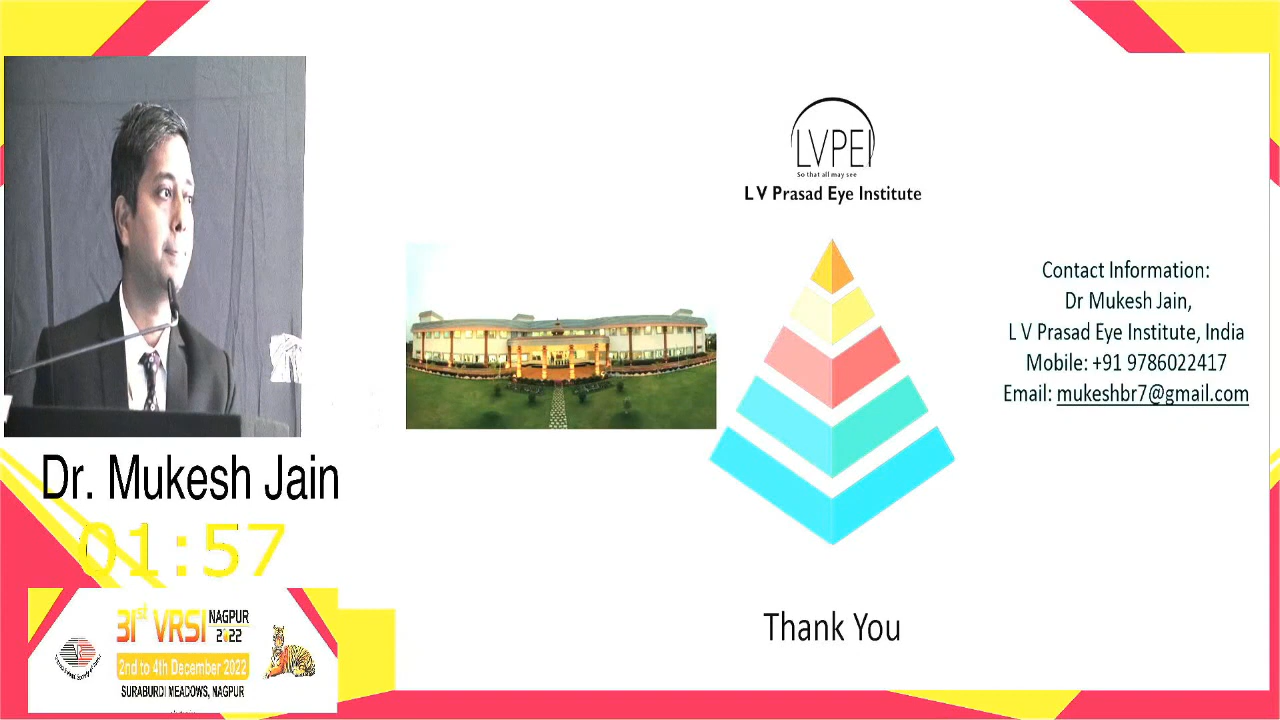 LVPEI
So that all may see
L V Prasad Eye Institute
Contact Information:
Dr Mukesh Jain,
L V Prasad Eye Institute, India
Mobile: +91 9786022417
Email: mukeshbr7@gmail.com
Thank You
Dr. Mukesh Jain
01:57
31st VRSI NAGPUR 2022
2nd to 4th December 2022
SURABURDI MEADOWS, NAGPUR